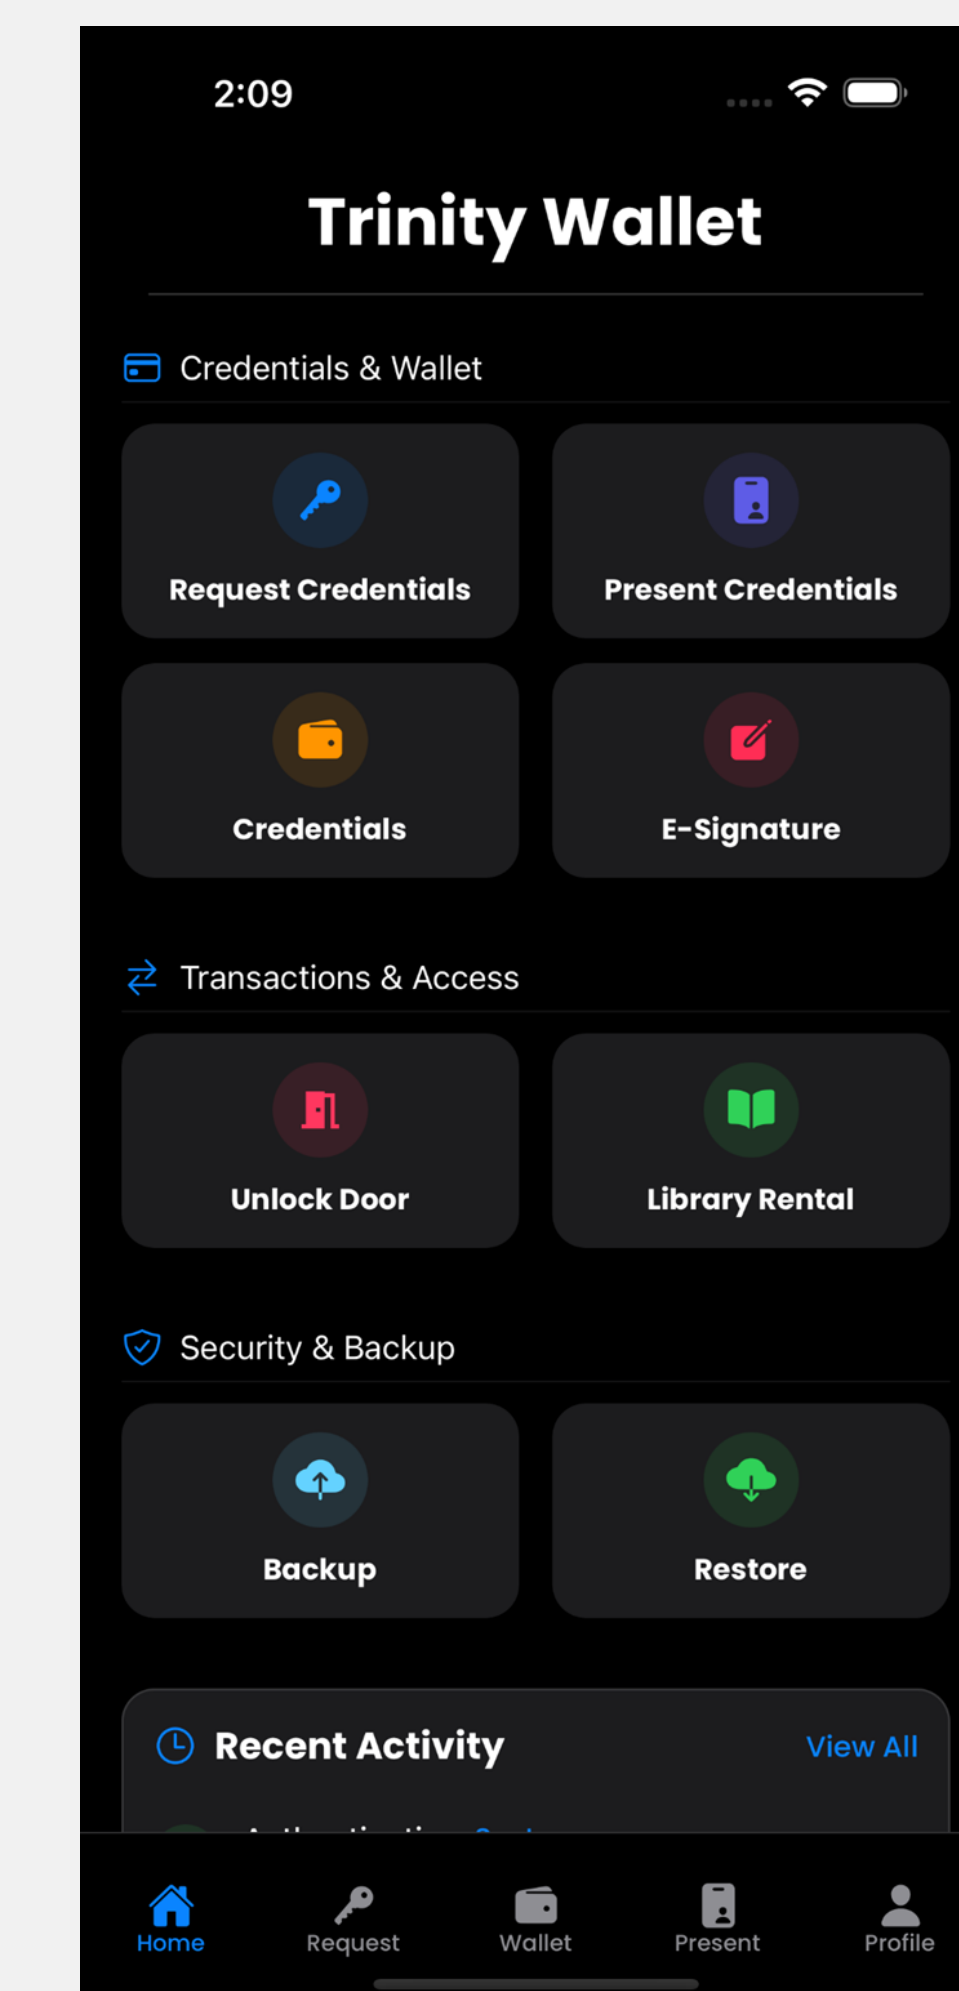 2:09
Trinity Wallet
Credentials & Wallet
Request Credentials
Present Credentials
Credentials
E-Signature
Transactions & Access
Unlock Door
Library Rental
Security & Backup
Backup
Restore
Recent Activity
View All
Home
Request
Wallet
Present
Profile